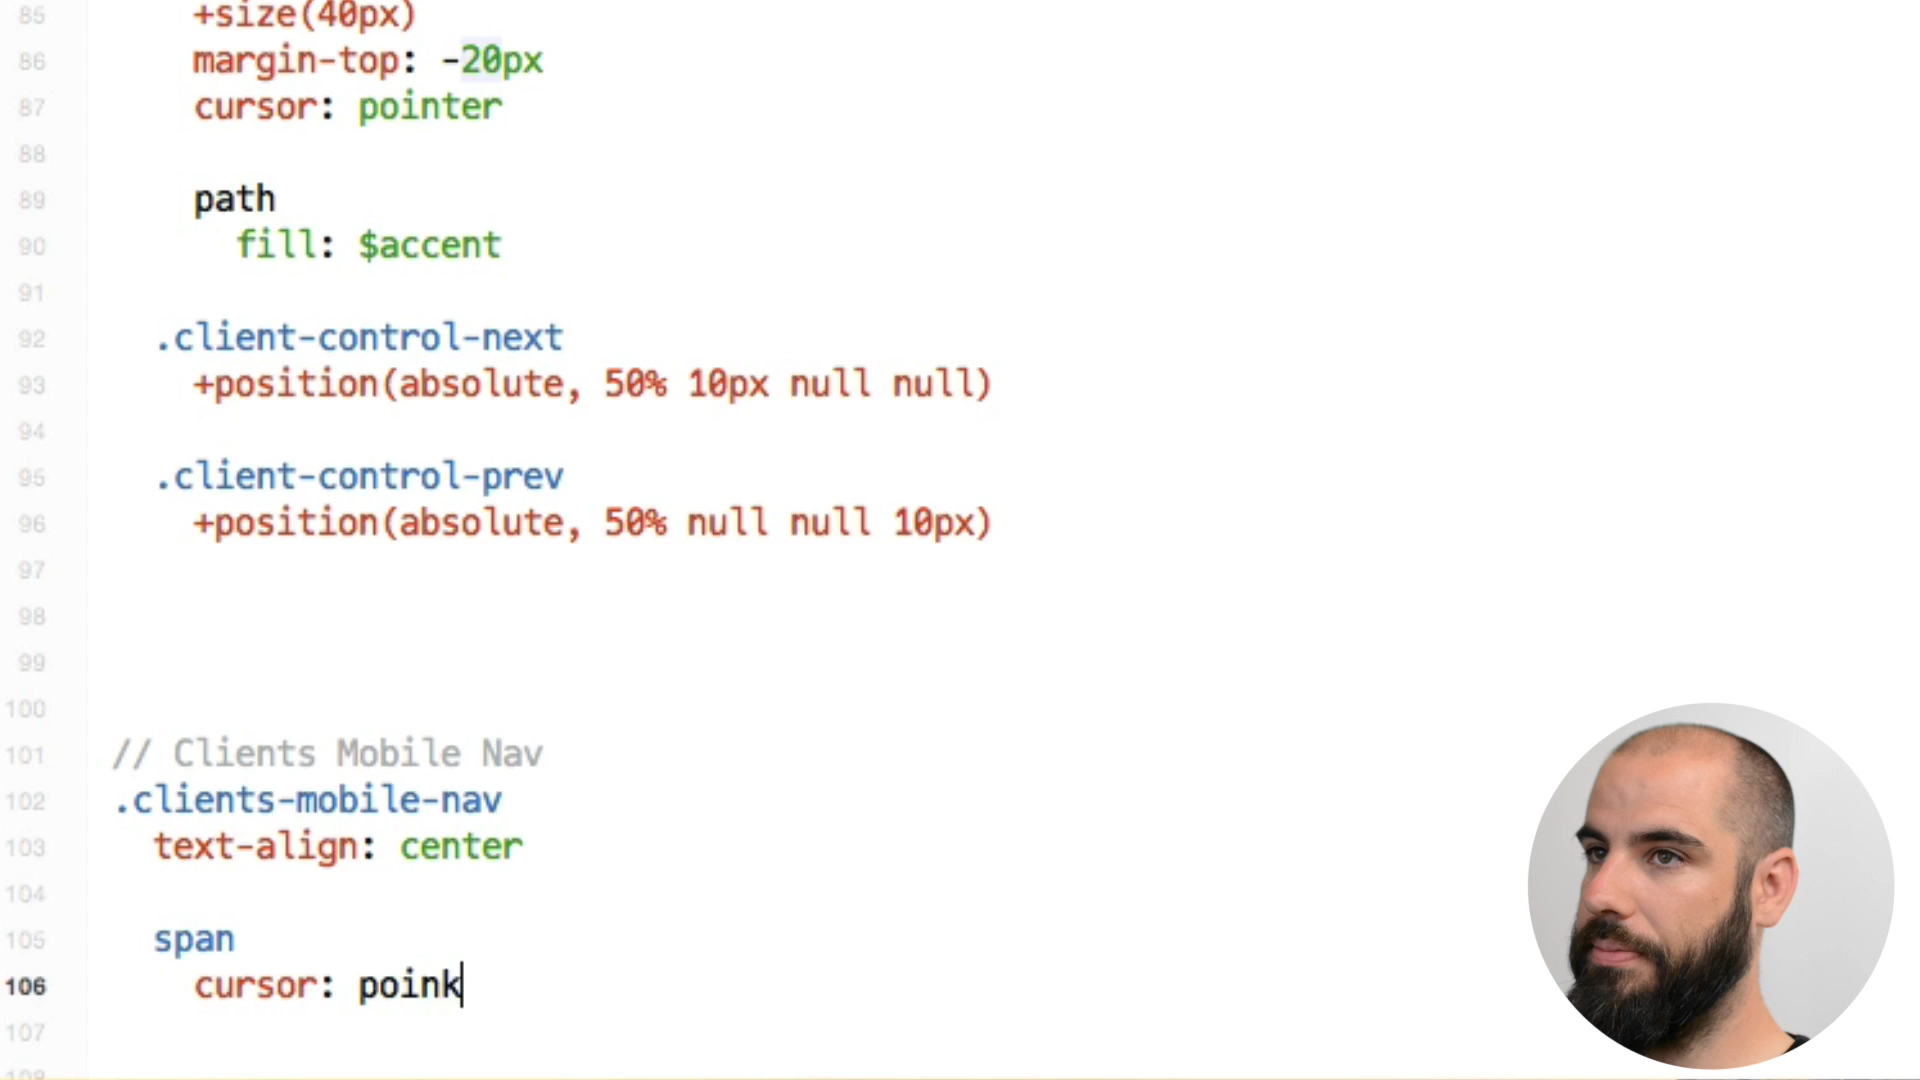 85 +size(40px)
86 margin-top: -20px
87 cursor: pointer
88
89 path
90 fill: $accent
91
92 .client-control-next
93 +position(absolute, 50% 10px null null)
94
95 .client-control-prev
96 +position(absolute, 50% null null 10px)
97
98
99
100
101 // Clients Mobile Nav
102 .clients-mobile-nav
103 text-align: center
104
105 span
106 cursor: poink
107
108